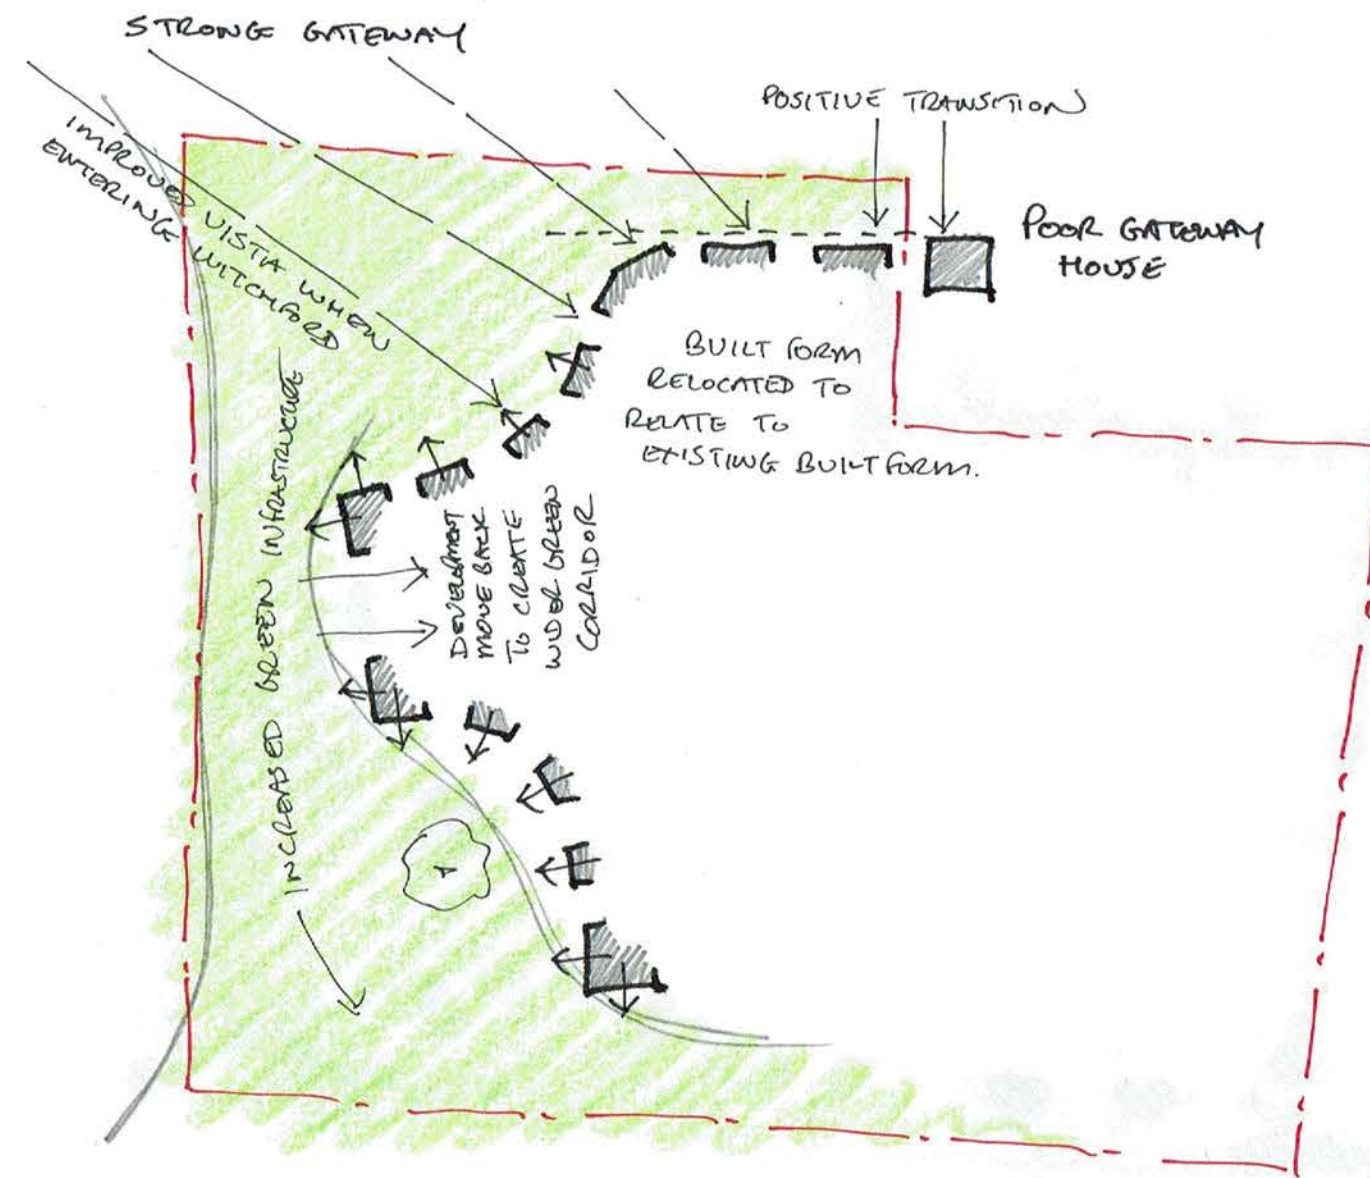 STRONG GATEWAY
POSITIVE TRANSITION
IMPROVED VISTIA WHEN
ENTERING WITCHFORD
POOR GATEWAY
HOUSE
BUILT FORM
RELOCATED TO
RELATE TO
EXISTING BUILT FORM.
INCREASED GREEN INFRASTRUCTURE
DEVELOPMENT
MOVE BACK
TO CREATE
WIDER GREEN
CORRIDOR